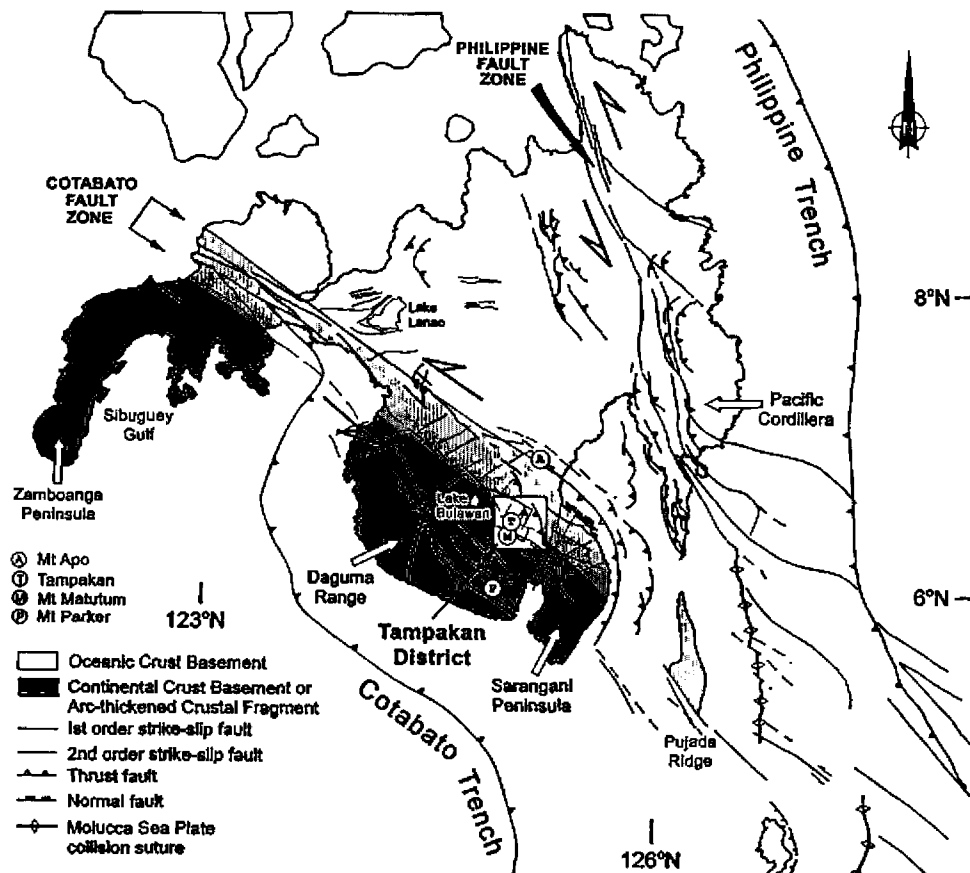 PHILIPPINE
FAULT
ZONE
Philippine Trench
COTABATO
FAULT
ZONE
8°N
Lake
Lanao
Pacific
Cordillera
Sibuguey
Gulf
Zamboanga
Peninsula
A
Lake
Bulawan
T
M
P
Ⓐ Mt Apo
Ⓣ Tampakan
Ⓜ Mt Matutum
Ⓟ Mt Parker
123°N
Daguma
Range
6°N
Tampakan
District
Sarangani
Peninsula
Cotabato Trench
Pujada
Ridge
Oceanic Crust Basement
Continental Crust Basement or
Arc-thickened Crustal Fragment
1st order strike-slip fault
2nd order strike-slip fault
Thrust fault
Normal fault
Molucca Sea Plate
collision suture
126°N